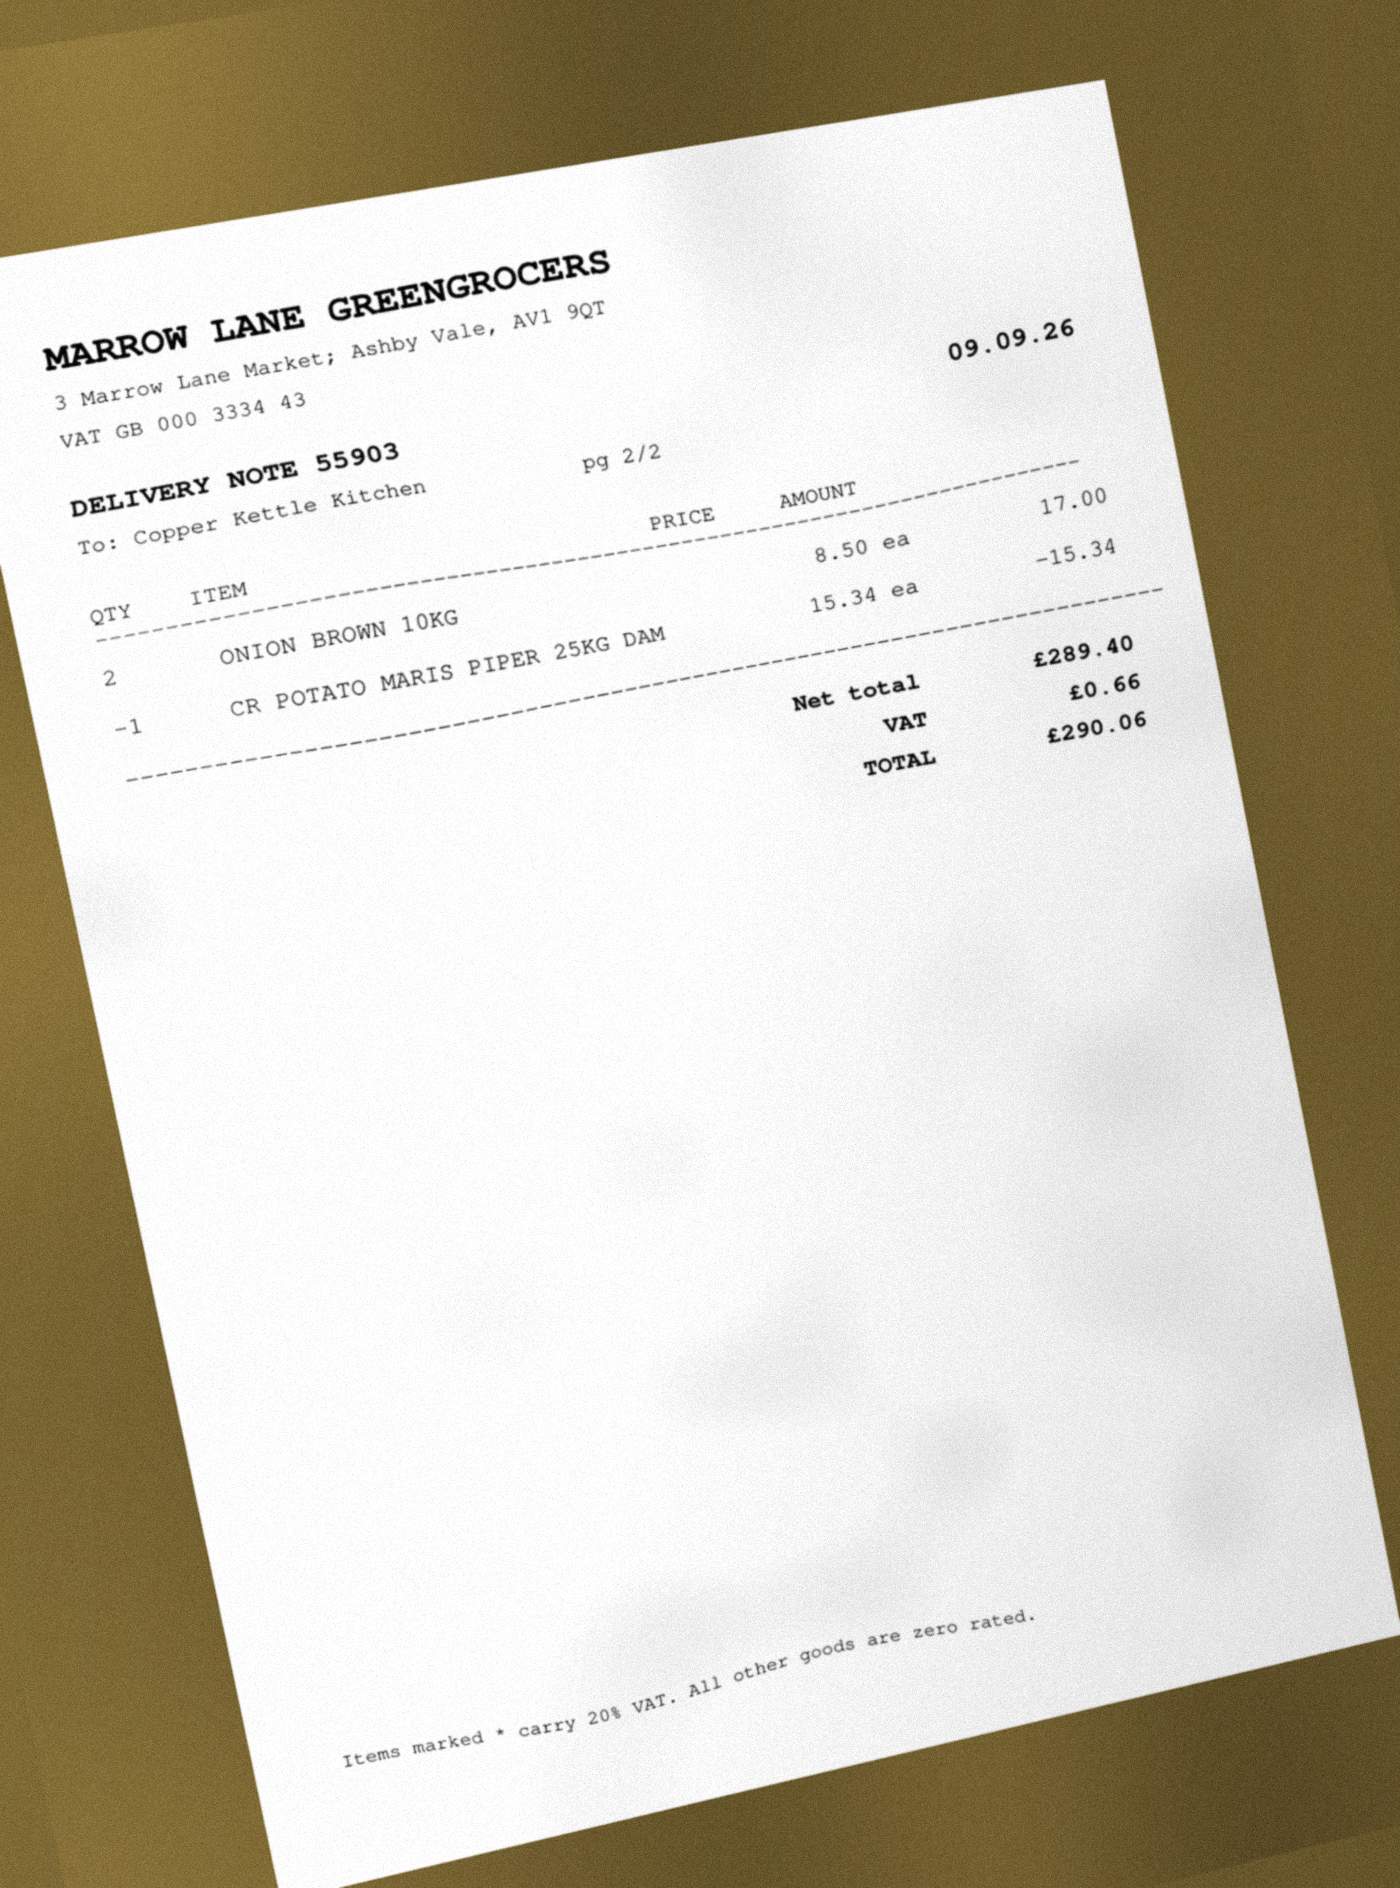 MARROW LANE GREENGROCERS
3 Marrow Lane Market; Ashby Vale, AV1 9QT
VAT GB 000 3334 43
09.09.26
DELIVERY NOTE 55903
To: Copper Kettle Kitchen
pg 2/2
QTY ITEM PRICE AMOUNT
2 ONION BROWN 10KG 8.50 ea 17.00
-1 CR POTATO MARIS PIPER 25KG DAM 15.34 ea -15.34
Net total £289.40
VAT £0.66
TOTAL £290.06
Items marked * carry 20% VAT. All other goods are zero rated.